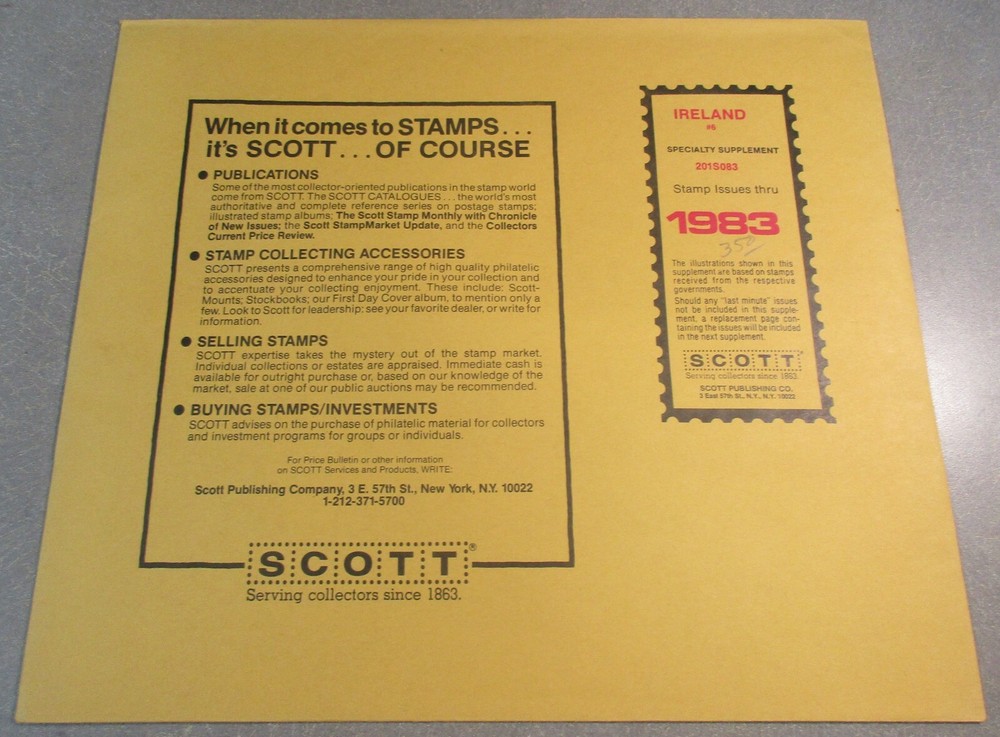 When it comes to STAMPS...
it's SCOTT...OF COURSE
● PUBLICATIONS
Some of the most collector-oriented publications in the stamp world
come from SCOTT. The SCOTT CATALOGUES...the world's most
authoritative and complete reference series on postage stamps;
illustrated stamp albums; The Scott Stamp Monthly with Chronicle
of New Issues; the Scott StampMarket Update, and the Collectors
Current Price Review.
● STAMP COLLECTING ACCESSORIES
SCOTT presents a comprehensive range of high quality philatelic
accessories designed to enhance your pride in your collection and
to accentuate your collecting enjoyment. These include: Scott-
Mounts; Stockbooks; our First Day Cover album, to mention only a
few. Look to Scott for leadership: see your favorite dealer, or write for
information.
● SELLING STAMPS
SCOTT expertise takes the mystery out of the stamp market.
Individual collections or estates are appraised. Immediate cash is
available for outright purchase or, based on our knowledge of the
market, sale at one of our public auctions may be recommended.
● BUYING STAMPS/INVESTMENTS
SCOTT advises on the purchase of philatelic material for collectors
and investment programs for groups or individuals.
For Price Bulletin or other information
on SCOTT Services and Products, WRITE:
Scott Publishing Company, 3 E. 57th St., New York, N.Y. 10022
1-212-371-5700
SCOTT®
Serving collectors since 1863.
IRELAND
#6
SPECIALTY SUPPLEMENT
201S083
Stamp Issues thru
1983
350
The illustrations shown in this
supplement are based on stamps
received from the respective
governments.
Should any "last minute" issues
not be included in this supple-
ment, a replacement page con-
taining the issues will be included
in the next supplement.
SCOTT®
Serving collectors since 1863.
SCOTT PUBLISHING CO.
3 East 57th St., N.Y., N.Y. 10022